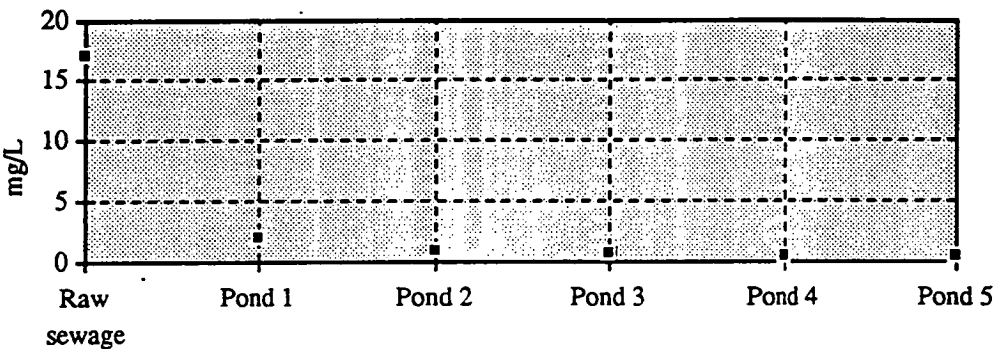 20
15
10
5
0
mg/L
Raw sewage
Pond 1
Pond 2
Pond 3
Pond 4
Pond 5